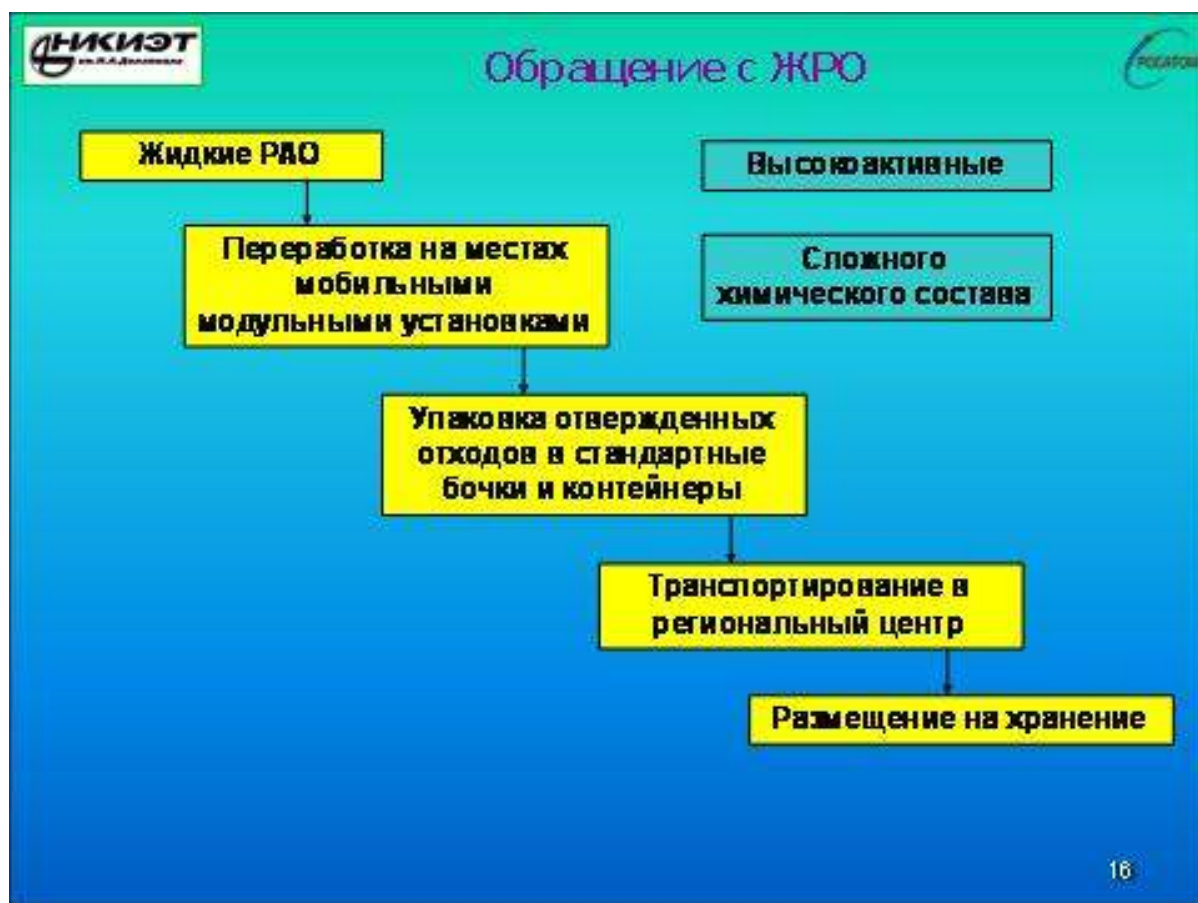 НИКИЭТ
Обращение с ЖРО
РОСАТОМ
Жидкие РАО
Высокоактивные
Переработка на местах
мобильными
модульными установками
Сложного
химического состава
Упаковка отвержденных
отходов в стандартные
бочки и контейнеры
Транспортирование в
региональный центр
Размещение на хранение
16